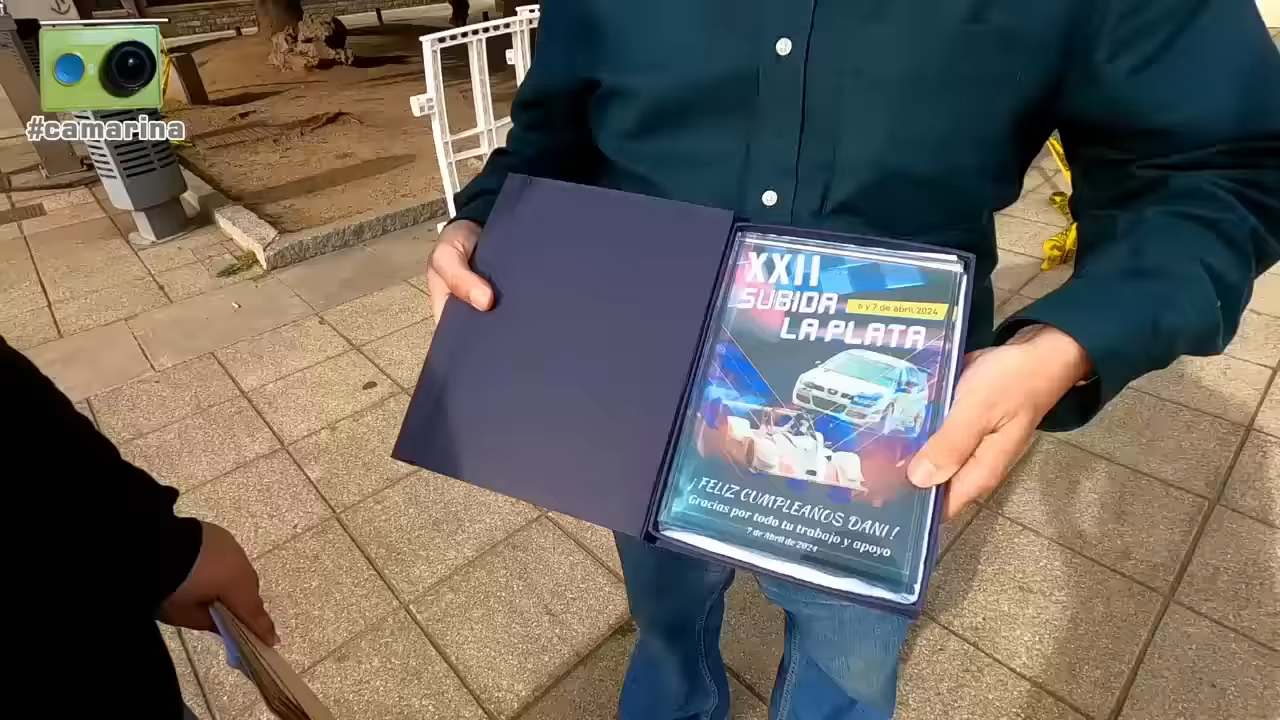 #camarina
XXII
SUBIDA
6 y 7 de abril 2024
LA PLATA
¡ FELIZ CUMPLEAÑOS DANI !
Gracias por todo tu trabajo y apoyo
7 de Abril de 2024